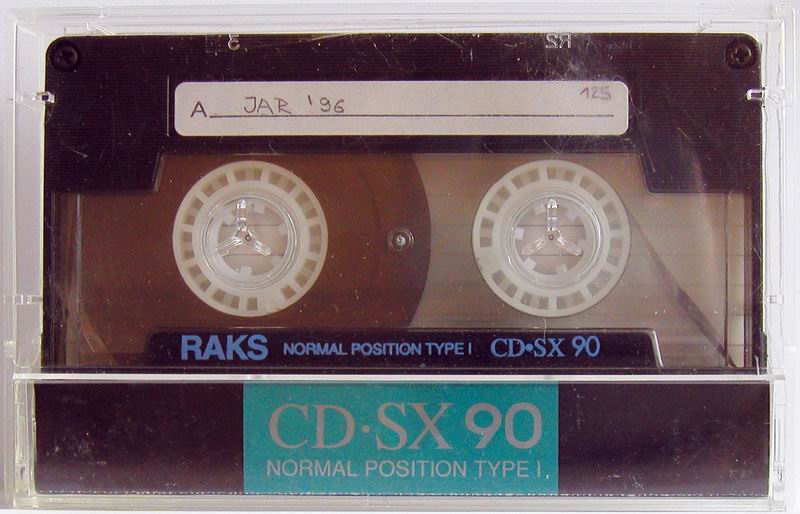 A JAR '96 125
RAKS NORMAL POSITION TYPE I CD•SX 90
CD•SX 90
NORMAL POSITION TYPE I